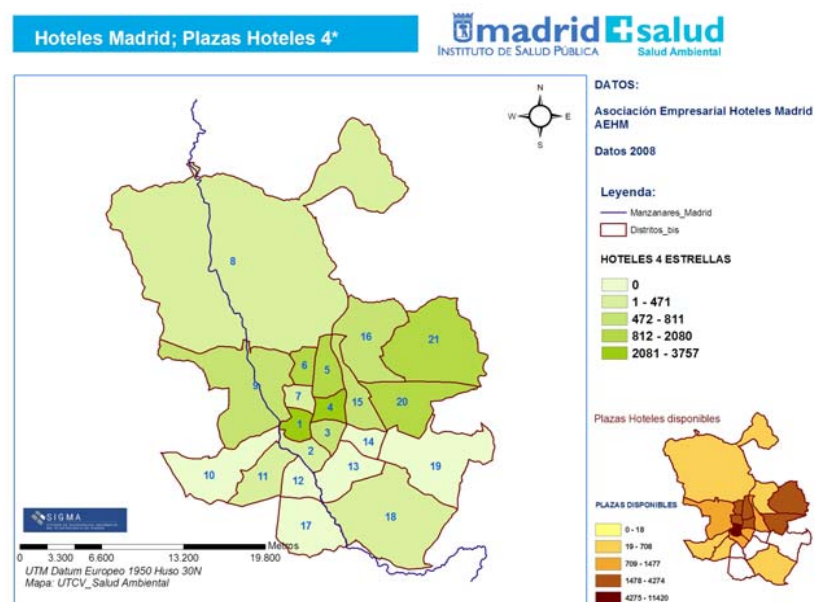 Hoteles Madrid; Plazas Hoteles 4*
madrid+salud
INSTITUTO DE SALUD PÚBLICA
Salud Ambiental
DATOS:
Asociación Empresarial Hoteles Madrid
AEHM
Datos 2008
N
W E
S
Leyenda:
Manzanares_Madrid
Distritos_bis
HOTELES 4 ESTRELLAS
0
1 - 471
472 - 811
812 - 2080
2081 - 3757
8
16
21
6
5
9
7
4
15
20
1
3
14
2
10
11
12
13
19
17
18
Plazas Hoteles disponibles
PLAZAS DISPONIBLES
0 - 18
19 - 708
709 - 1477
1478 - 4274
4275 - 11420
SIGMA
Metros
0 3.300 6.600 13.200 19.800
UTM Datum Europeo 1950 Huso 30N
Mapa: UTCV_Salud Ambiental